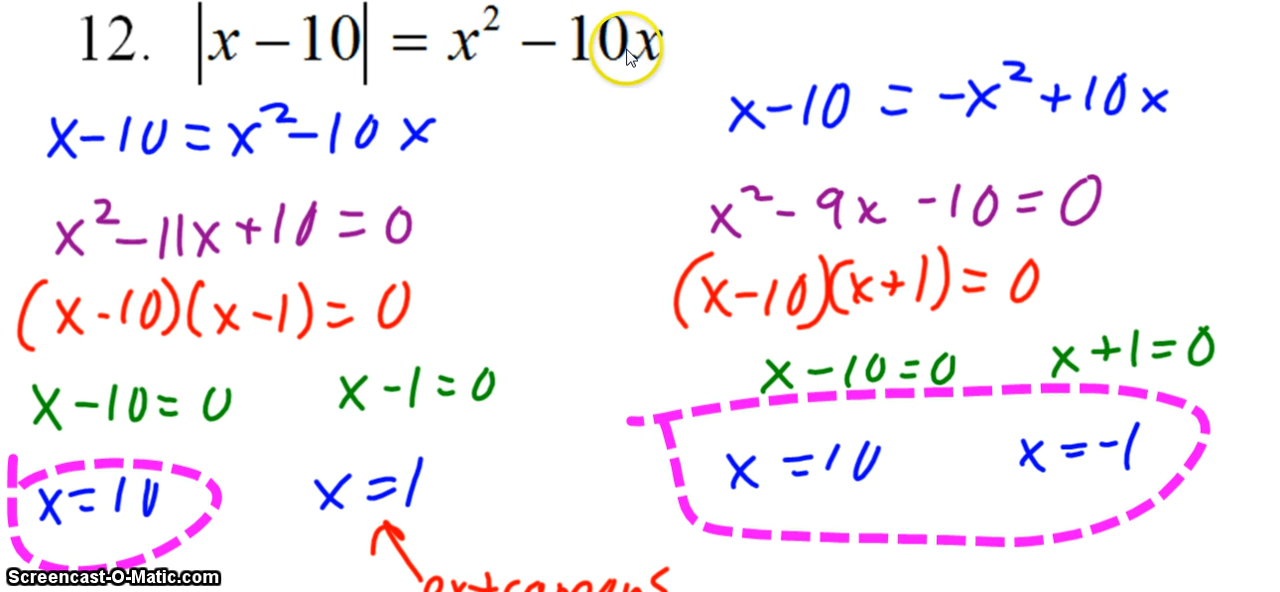 12. |x − 10| = x² − 10x
x-10 = x²-10x
x²-11x+10=0
(x-10)(x-1)=0
x-10=0 x-1=0
x=10 x=1
x-10 = -x²+10x
x²-9x-10=0
(x-10)(x+1)=0
x-10=0 x+1=0
x=10 x=-1
Screencast-O-Matic.com